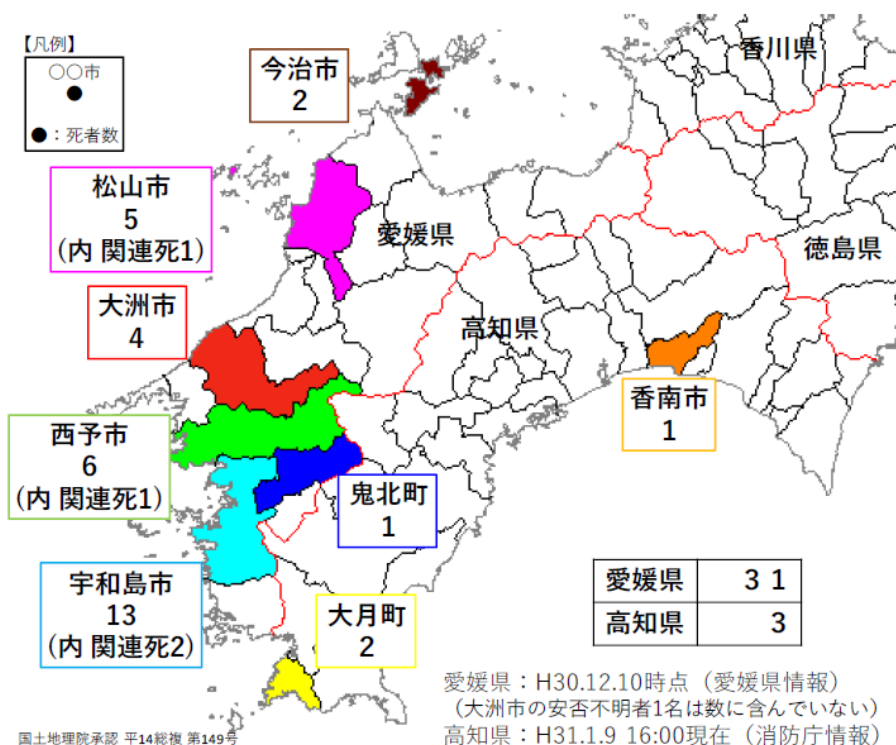 【凡例】
○○市
●
●：死者数
今治市
2
香川県
松山市
5
(内 関連死1)
愛媛県
徳島県
大洲市
4
高知県
香南市
1
西予市
6
(内 関連死1)
鬼北町
1
宇和島市
13
(内 関連死2)
大月町
2
愛媛県 31
高知県 3
愛媛県：H30.12.10時点（愛媛県情報）
（大洲市の安否不明者1名は数に含んでいない）
高知県：H31.1.9 16:00現在（消防庁情報）
国土地理院承認 平14総複 第149号